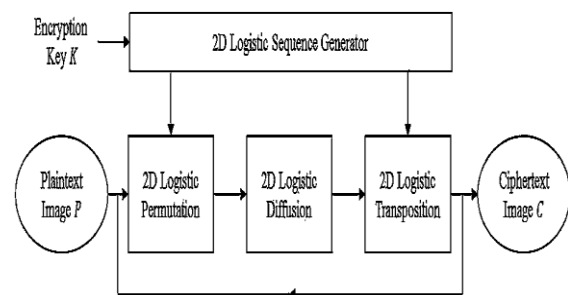 Encryption
Key K
2D Logistic Sequence Generator
Plaintext
Image P
2D Logistic
Permutation
2D Logistic
Diffusion
2D Logistic
Transposition
Ciphertext
Image C